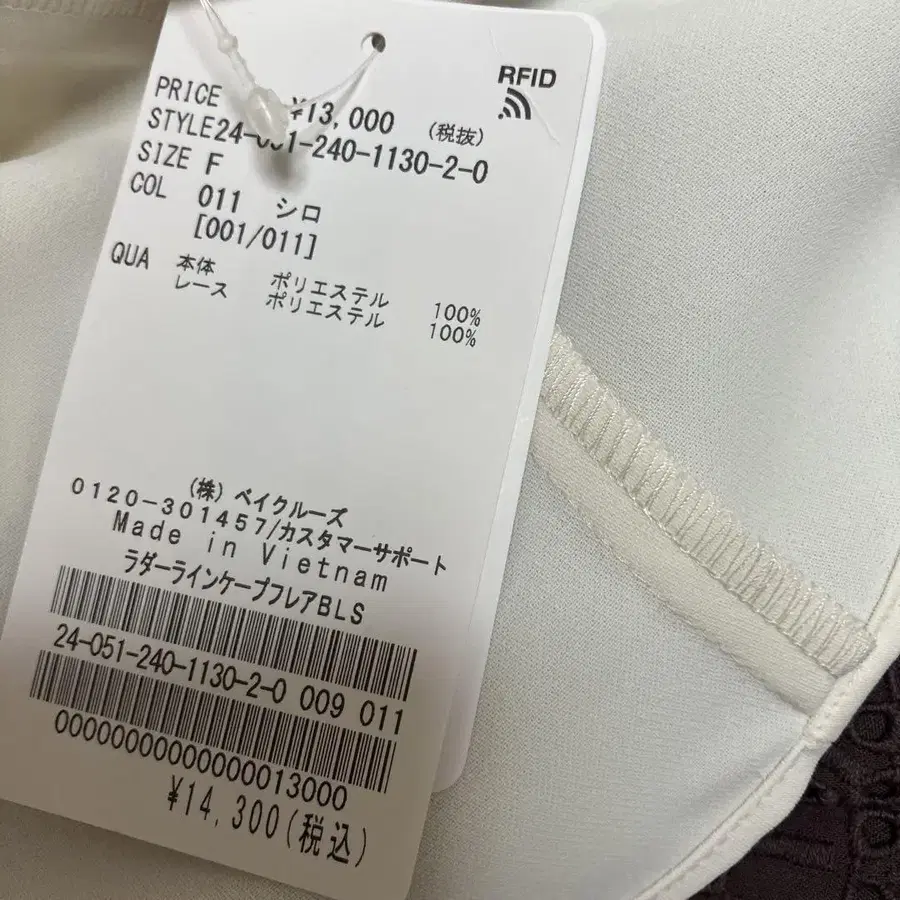 RFID
PRICE ¥13,000 (税抜)
STYLE24-051-240-1130-2-0
SIZE F
COL 011 シロ
[001/011]
QUA 本体 ポリエステル 100%
レース ポリエステル 100%
(株) ベイクルーズ
0120-301457/カスタマーサポート
Made in Vietnam
ラダーラインケープフレアBLS
24-051-240-1130-2-0 009 011
0000000000000013000
¥14,300(税込)